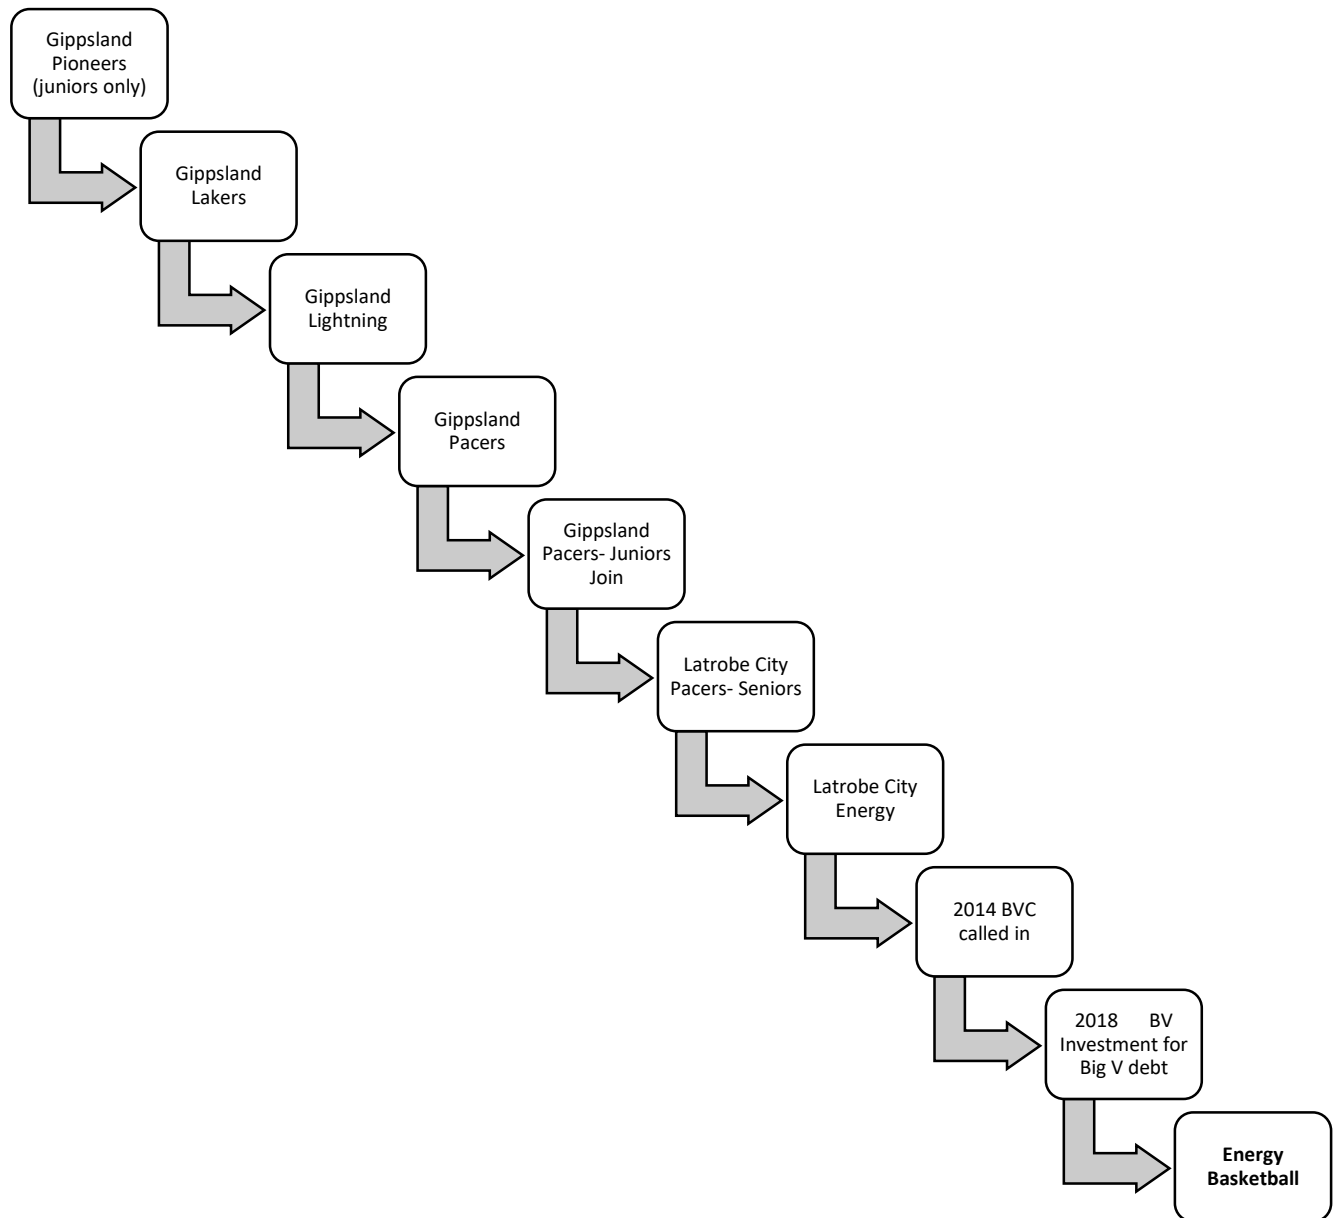 Gippsland
Pioneers
(juniors only)
Gippsland
Lakers
Gippsland
Lightning
Gippsland
Pacers
Gippsland
Pacers- Juniors
Join
Latrobe City
Pacers- Seniors
Latrobe City
Energy
2014 BVC
called in
2018 BV
Investment for
Big V debt
Energy
Basketball